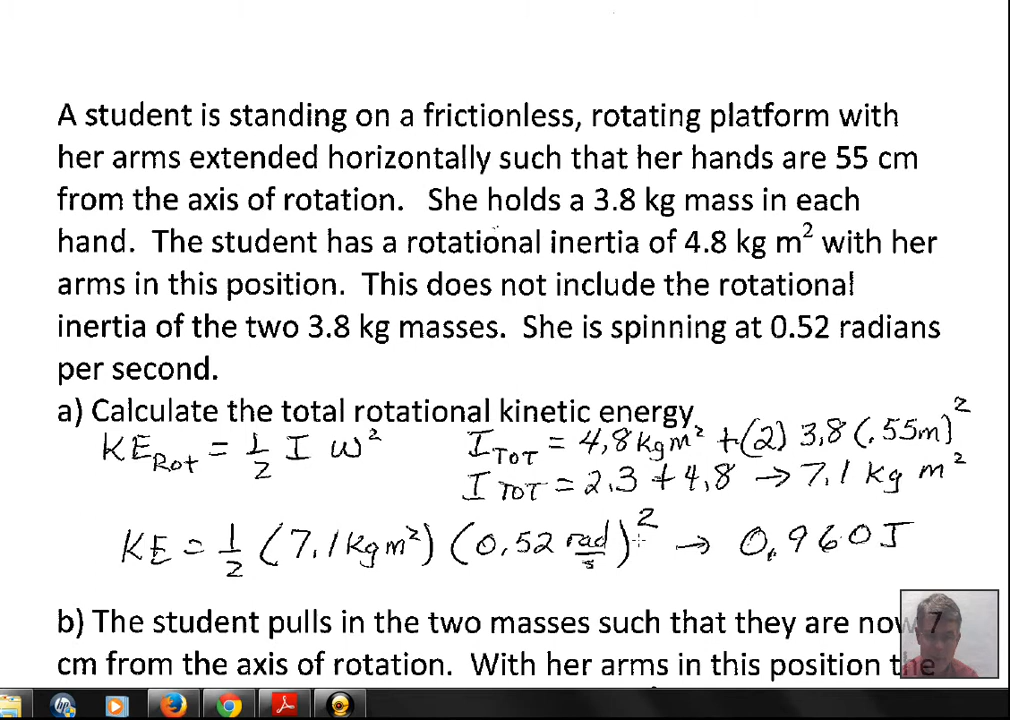 A student is standing on a frictionless, rotating platform with
her arms extended horizontally such that her hands are 55 cm
from the axis of rotation. She holds a 3.8 kg mass in each
hand. The student has a rotational inertia of 4.8 kg m² with her
arms in this position. This does not include the rotational
inertia of the two 3.8 kg masses. She is spinning at 0.52 radians
per second.
a) Calculate the total rotational kinetic energy
KE_Rot = 1/2 I ω²
I_TOT = 4,8 kgm² + (2) 3,8 (.55m)²
I_TOT = 2.3 + 4,8 → 7.1 kg m²
KE = 1/2 (7.1 kgm²) (0.52 rad/s)² → 0.960J
b) The student pulls in the two masses such that they are now 7
cm from the axis of rotation. With her arms in this position the
hp